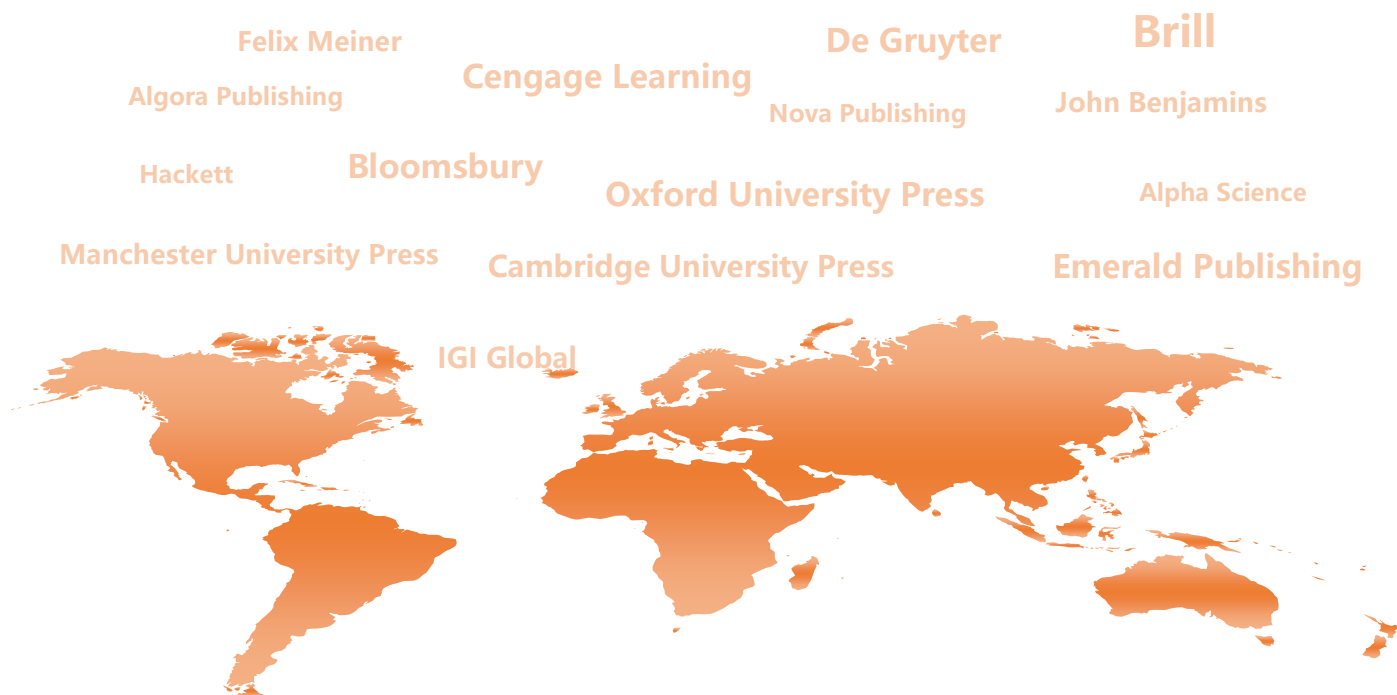 Brill
Felix Meiner
De Gruyter
Cengage Learning
Algora Publishing
John Benjamins
Nova Publishing
Bloomsbury
Hackett
Oxford University Press
Alpha Science
Manchester University Press
Cambridge University Press
Emerald Publishing
IGI Global